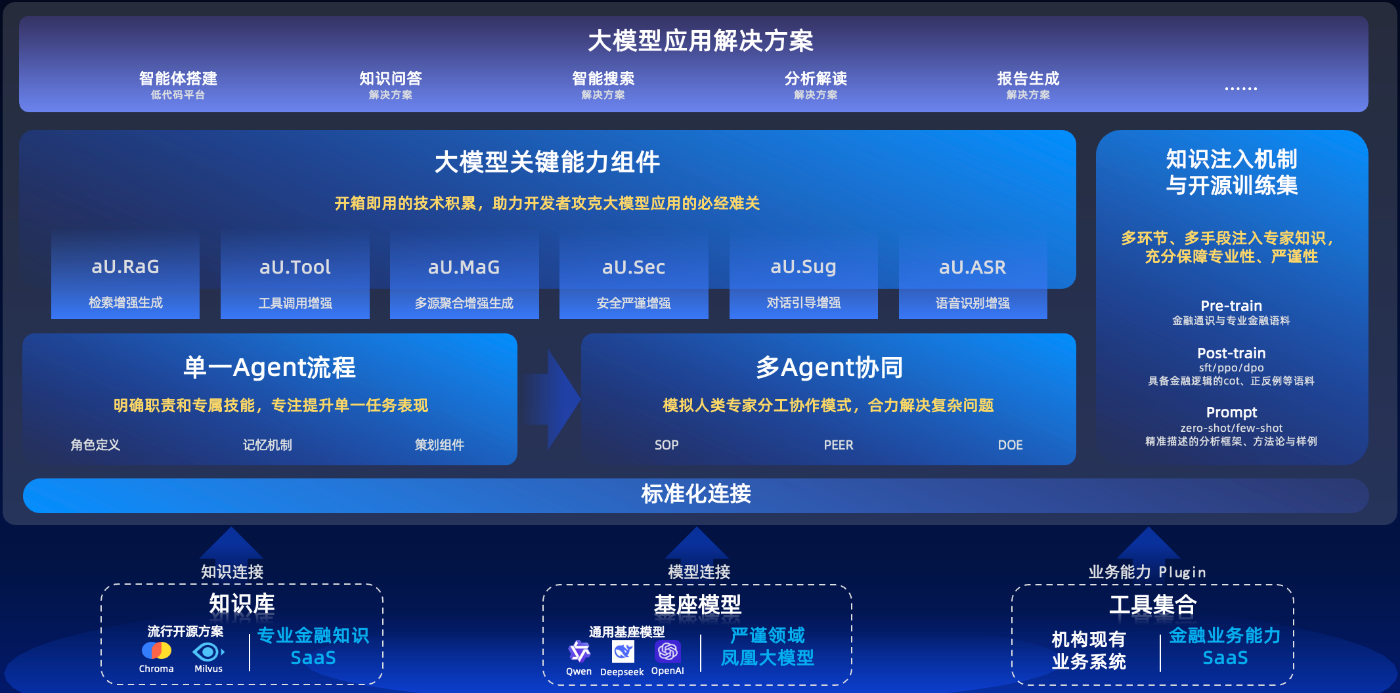 大模型应用解决方案
智能体搭建
低代码平台
知识问答
解决方案
智能搜索
解决方案
分析解读
解决方案
报告生成
解决方案
......
大模型关键能力组件
开箱即用的技术积累，助力开发者攻克大模型应用的必经难关
aU.RaG
检索增强生成
aU.Tool
工具调用增强
aU.MaG
多源聚合增强生成
aU.Sec
安全严谨增强
aU.Sug
对话引导增强
aU.ASR
语音识别增强
知识注入机制
与开源训练集
多环节、多手段注入专家知识，
充分保障专业性、严谨性
Pre-train
金融通识与专业金融语料
Post-train
sft/ppo/dpo
具备金融逻辑的cot、正反例等语料
Prompt
zero-shot/few-shot
精准描述的分析框架、方法论与样例
单一Agent流程
明确职责和专属技能，专注提升单一任务表现
角色定义
记忆机制
策划组件
多Agent协同
模拟人类专家分工协作模式，合力解决复杂问题
SOP
PEER
DOE
标准化连接
知识连接
知识库
流行开源方案
Chroma
Milvus
专业金融知识
SaaS
模型连接
基座模型
通用基座模型
Qwen
Deepseek
OpenAI
严谨领域
凤凰大模型
业务能力 Plugin
工具集合
机构现有
业务系统
金融业务能力
SaaS